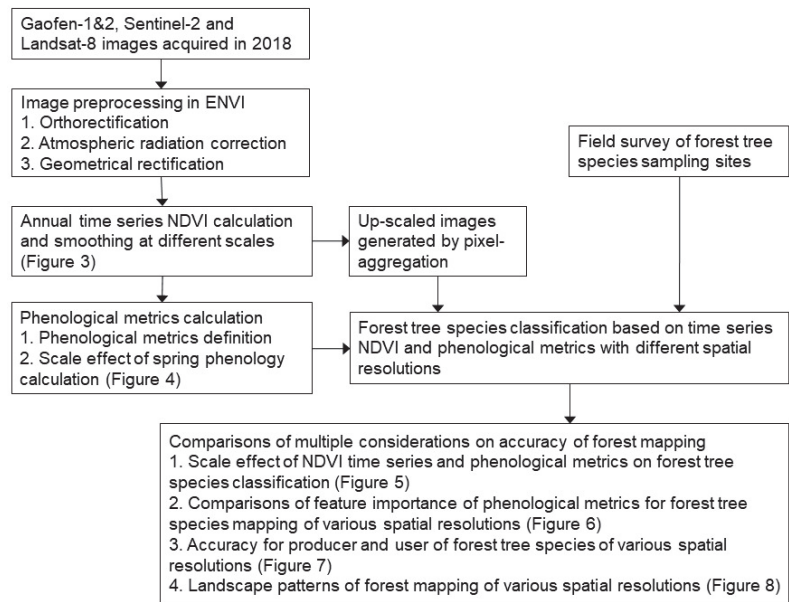 Gaofen-1&2, Sentinel-2 and
Landsat-8 images acquired in 2018
Image preprocessing in ENVI
1. Orthorectification
2. Atmospheric radiation correction
3. Geometrical rectification
Field survey of forest tree
species sampling sites
Annual time series NDVI calculation
and smoothing at different scales
(Figure 3)
Up-scaled images
generated by pixel-
aggregation
Phenological metrics calculation
1. Phenological metrics definition
2. Scale effect of spring phenology
calculation (Figure 4)
Forest tree species classification based on time series
NDVI and phenological metrics with different spatial
resolutions
Comparisons of multiple considerations on accuracy of forest mapping
1. Scale effect of NDVI time series and phenological metrics on forest tree
species classification (Figure 5)
2. Comparisons of feature importance of phenological metrics for forest tree
species mapping of various spatial resolutions (Figure 6)
3. Accuracy for producer and user of forest tree species of various spatial
resolutions (Figure 7)
4. Landscape patterns of forest mapping of various spatial resolutions (Figure 8)